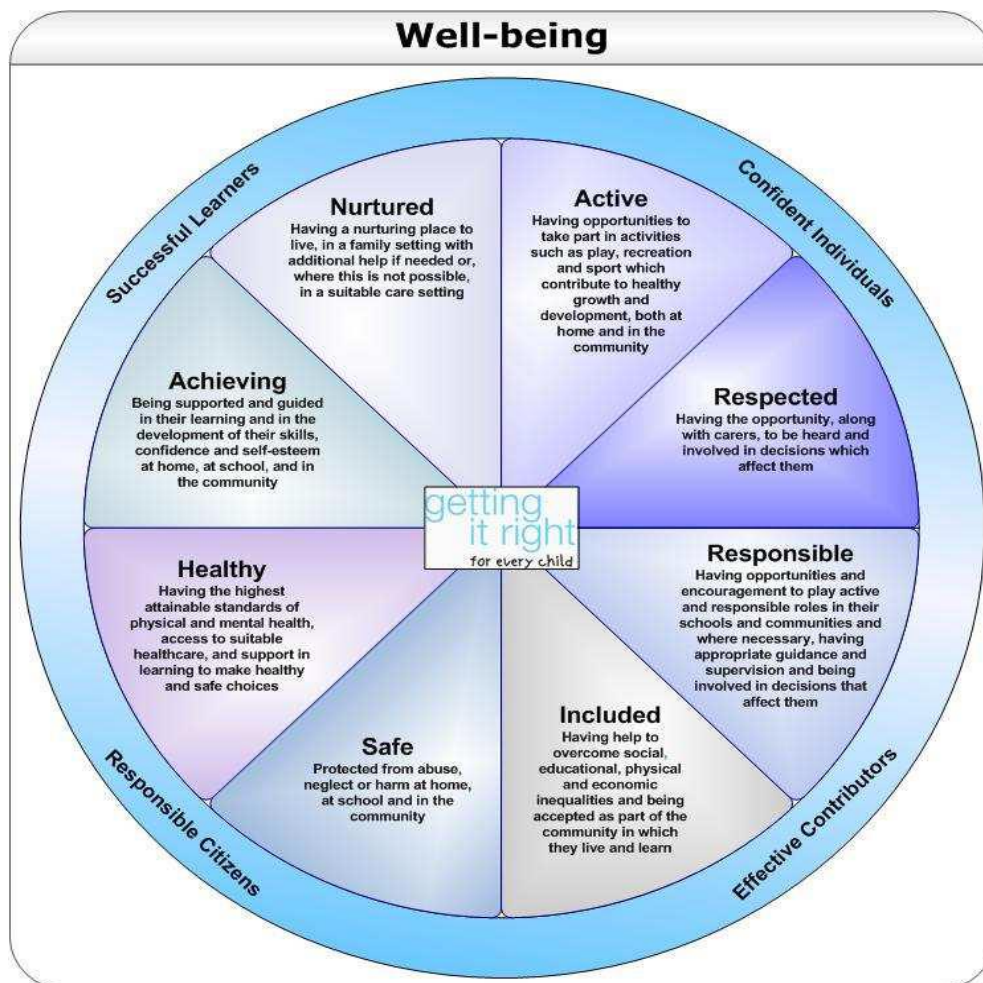 Well-being
Successful Learners
Confident Individuals
Nurtured
Having a nurturing place to
live, in a family setting with
additional help if needed or,
where this is not possible,
in a suitable care setting
Active
Having opportunities to
take part in activities
such as play, recreation
and sport which
contribute to healthy
growth and
development, both at
home and in the
community
Achieving
Being supported and guided
in their learning and in the
development of their skills,
confidence and self-esteem
at home, at school, and in
the community
Respected
Having the opportunity, along
with carers, to be heard and
involved in decisions which
affect them
getting
it right
for every child
Healthy
Having the highest
attainable standards of
physical and mental health,
access to suitable
healthcare, and support in
learning to make healthy
and safe choices
Responsible
Having opportunities and
encouragement to play active
and responsible roles in their
schools and communities and
where necessary, having
appropriate guidance and
supervision and being
involved in decisions that
affect them
Safe
Protected from abuse,
neglect or harm at home,
at school and in the
community
Included
Having help to
overcome social,
educational, physical
and economic
inequalities and being
accepted as part of the
community in which
they live and learn
Responsible Citizens
Effective Contributors